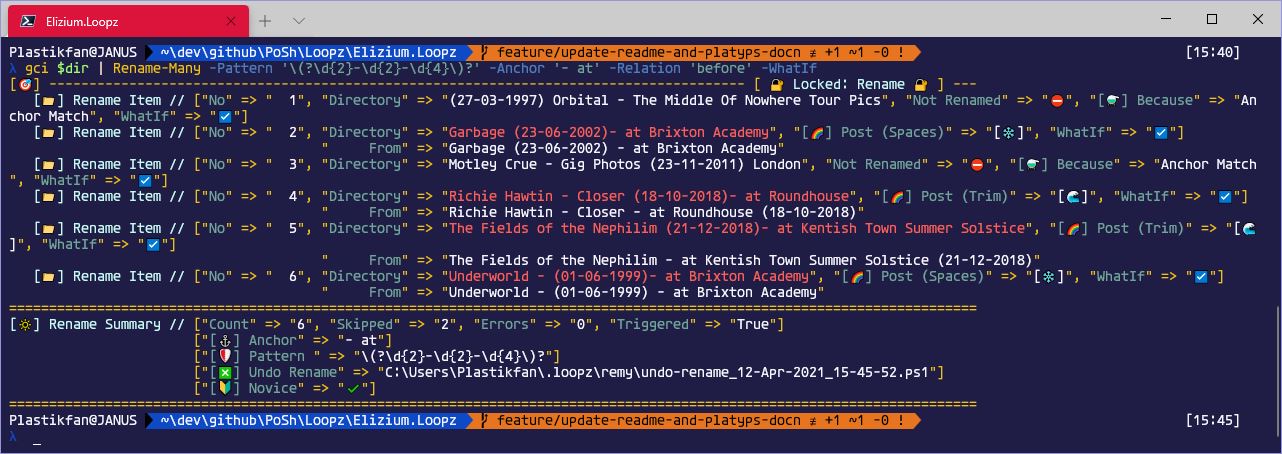 Elizium.Loopz
Plastikfan@JANUS ~\dev\github\PoSh\Loopz\Elizium.Loopz feature/update-readme-and-platyps-docn ≢ +1 ~1 -0 ! [15:40]
λ gci $dir | Rename-Many -Pattern '\(?\d{2}-\d{2}-\d{4}\)?' -Anchor '- at' -Relation 'before' -WhatIf
[🎯] --------------------------------------------------------------------------------------- [ 🔐 Locked: Rename 🔐 ] ---
[📂] Rename Item // ["No" => "  1", "Directory" => "(27-03-1997) Orbital - The Middle Of Nowhere Tour Pics", "Not Renamed" => "⛔", "[🍲] Because" => "An
chor Match", "WhatIf" => "☑️"]
[📂] Rename Item // ["No" => "  2", "Directory" => "Garbage (23-06-2002)- at Brixton Academy", "[🌈] Post (Spaces)" => "[❄️]", "WhatIf" => "☑️"]
"     From" => "Garbage (23-06-2002) - at Brixton Academy"
[📂] Rename Item // ["No" => "  3", "Directory" => "Motley Crue - Gig Photos (23-11-2011) London", "Not Renamed" => "⛔", "[🍲] Because" => "Anchor Match
", "WhatIf" => "☑️"]
[📂] Rename Item // ["No" => "  4", "Directory" => "Richie Hawtin - Closer (18-10-2018)- at Roundhouse", "[🌈] Post (Trim)" => "[🌊]", "WhatIf" => "☑️"]
"     From" => "Richie Hawtin - Closer - at Roundhouse (18-10-2018)"
[📂] Rename Item // ["No" => "  5", "Directory" => "The Fields of the Nephilim (21-12-2018)- at Kentish Town Summer Solstice", "[🌈] Post (Trim)" => "[🌊
]", "WhatIf" => "☑️"]
"     From" => "The Fields of the Nephilim - at Kentish Town Summer Solstice (21-12-2018)"
[📂] Rename Item // ["No" => "  6", "Directory" => "Underworld - (01-06-1999)- at Brixton Academy", "[🌈] Post (Spaces)" => "[❄️]", "WhatIf" => "☑️"]
"     From" => "Underworld - (01-06-1999) - at Brixton Academy"
=========================================================================================================================
[🔆] Rename Summary // ["Count" => "6", "Skipped" => "2", "Errors" => "0", "Triggered" => "True"]
["[⚓] Anchor" => "- at"]
["[🛡️] Pattern " => "\(?\d{2}-\d{2}-\d{4}\)?"]
["[❎] Undo Rename" => "C:\Users\Plastikfan\.loopz\remy\undo-rename_12-Apr-2021_15-45-52.ps1"]
["[🔰] Novice" => "✔️"]
=========================================================================================================================
Plastikfan@JANUS ~\dev\github\PoSh\Loopz\Elizium.Loopz feature/update-readme-and-platyps-docn ≢ +1 ~1 -0 ! [15:45]
λ _